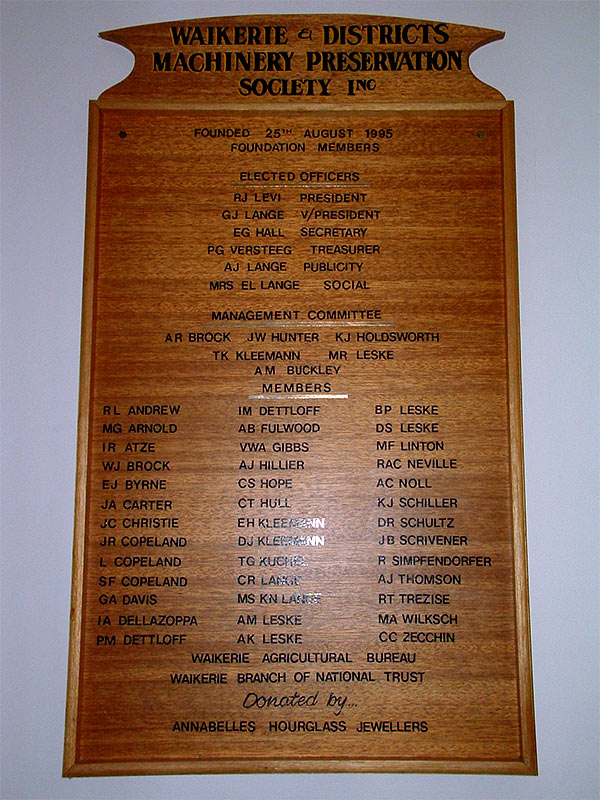 WAIKERIE & DISTRICTS
MACHINERY PRESERVATION
SOCIETY INC
FOUNDED 25TH AUGUST 1995
FOUNDATION MEMBERS
ELECTED OFFICERS
RJ LEVI PRESIDENT
GJ LANGE V/PRESIDENT
EG HALL SECRETARY
PG VERSTEEG TREASURER
AJ LANGE PUBLICITY
MRS EL LANGE SOCIAL
MANAGEMENT COMMITTEE
AR BROCK JW HUNTER KJ HOLDSWORTH
TK KLEEMANN MR LESKE
AM BUCKLEY
MEMBERS
RL ANDREW IM DETTLOFF BP LESKE
MG ARNOLD AB FULWOOD DS LESKE
IR ATZE VWA GIBBS MF LINTON
WJ BROCK AJ HILLIER RAC NEVILLE
EJ BYRNE CS HOPE AC NOLL
JA CARTER CT HULL KJ SCHILLER
JC CHRISTIE EH KLEEMANN DR SCHULTZ
JR COPELAND DJ KLEEMANN JB SCRIVENER
L COPELAND TG KUCHEL R SIMPFENDORFER
SF COPELAND CR LANGE AJ THOMSON
GA DAVIS MS KN LANGE RT TREZISE
IA DELLAZOPPA AM LESKE MA WILKSCH
PM DETTLOFF AK LESKE CC ZECCHIN
WAIKERIE AGRICULTURAL BUREAU
WAIKERIE BRANCH OF NATIONAL TRUST
Donated by...
ANNABELLES HOURGLASS JEWELLERS